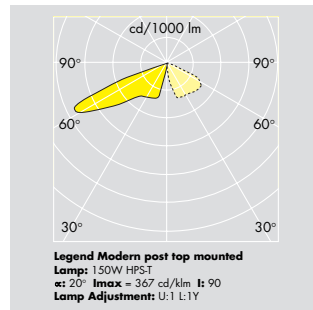 cd/1000 lm
90° 90°
60° 60°
30° 30°
Legend Modern post top mounted
Lamp: 150W HPS-T
∝: 20° Imax = 367 cd/klm I: 90
Lamp Adjustment: U:1 L:1Y